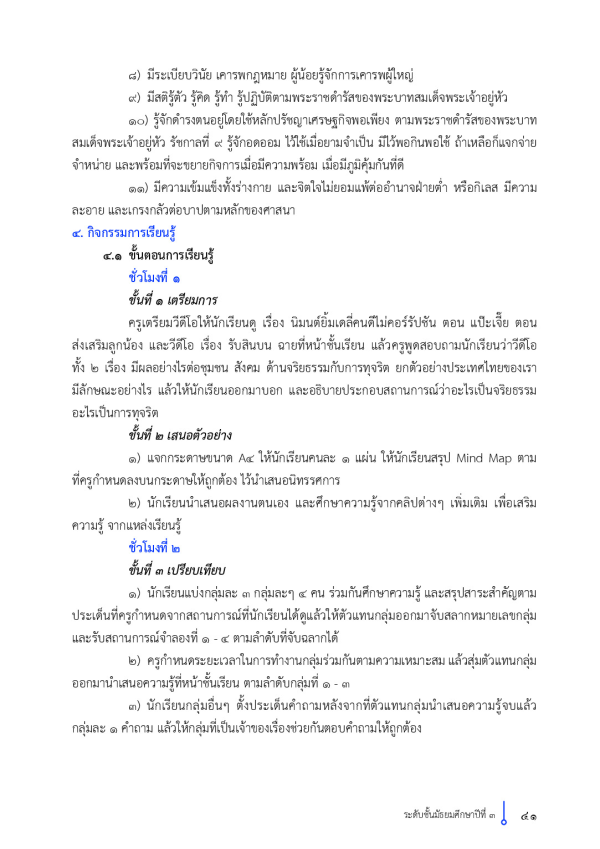 ๘) มีระเบียบวินัย เคารพกฎหมาย ผู้น้อยรู้จักการเคารพผู้ใหญ่
๙) มีสติรู้ตัว รู้คิด รู้ทำ รู้ปฏิบัติตามพระราชดำรัสของพระบาทสมเด็จพระเจ้าอยู่หัว
๑๐) รู้จักดำรงตนอยู่โดยใช้หลักปรัชญาเศรษฐกิจพอเพียง ตามพระราชดำรัสของพระบาท
สมเด็จพระเจ้าอยู่หัว รัชกาลที่ ๙ รู้จักอดออม ไว้ใช้เมื่อยามจำเป็น มีไว้พอกินพอใช้ ถ้าเหลือก็แจกจ่าย
จำหน่าย และพร้อมที่จะขยายกิจการเมื่อมีความพร้อม เมื่อมีภูมิคุ้มกันที่ดี
๑๑) มีความเข้มแข็งทั้งร่างกาย และจิตใจไม่ยอมแพ้ต่ออำนาจฝ่ายต่ำ หรือกิเลส มีความ
ละอาย และเกรงกลัวต่อบาปตามหลักของศาสนา
๔. กิจกรรมการเรียนรู้
๔.๑ ขั้นตอนการเรียนรู้
ชั่วโมงที่ ๑
ขั้นที่ ๑ เตรียมการ
ครูเตรียมวีดีโอให้นักเรียนดู เรื่อง นิมนต์ยิ้มเดลี่คนดีไม่คอร์รัปชัน ตอน แป๊ะเจี๊ย ตอน
ส่งเสริมลูกน้อง และวีดีโอ เรื่อง รับสินบน ฉายที่หน้าชั้นเรียน แล้วครูพูดสอบถามนักเรียนว่าวีดีโอ
ทั้ง ๒ เรื่อง มีผลอย่างไรต่อชุมชน สังคม ด้านจริยธรรมกับการทุจริต ยกตัวอย่างประเทศไทยของเรา
มีลักษณะอย่างไร แล้วให้นักเรียนออกมาบอก และอธิบายประกอบสถานการณ์ว่าอะไรเป็นจริยธรรม
อะไรเป็นการทุจริต
ขั้นที่ ๒ เสนอตัวอย่าง
๑) แจกกระดาษขนาด A๔ ให้นักเรียนคนละ ๑ แผ่น ให้นักเรียนสรุป Mind Map ตาม
ที่ครูกำหนดลงบนกระดาษให้ถูกต้อง ไว้นำเสนอนิทรรศการ
๒) นักเรียนนำเสนอผลงานตนเอง และศึกษาความรู้จากคลิปต่างๆ เพิ่มเติม เพื่อเสริม
ความรู้ จากแหล่งเรียนรู้
ชั่วโมงที่ ๒
ขั้นที่ ๓ เปรียบเทียบ
๑) นักเรียนแบ่งกลุ่มละ ๓ กลุ่มละๆ ๔ คน ร่วมกันศึกษาความรู้ และสรุปสาระสำคัญตาม
ประเด็นที่ครูกำหนดจากสถานการณ์ที่นักเรียนได้ดูแล้วให้ตัวแทนกลุ่มออกมาจับสลากหมายเลขกลุ่ม
และรับสถานการณ์จำลองที่ ๑ - ๔ ตามลำดับที่จับฉลากได้
๒) ครูกำหนดระยะเวลาในการทำงานกลุ่มร่วมกันตามความเหมาะสม แล้วสุ่มตัวแทนกลุ่ม
ออกมานำเสนอความรู้ที่หน้าชั้นเรียน ตามลำดับกลุ่มที่ ๑ - ๓
๓) นักเรียนกลุ่มอื่นๆ ตั้งประเด็นคำถามหลังจากที่ตัวแทนกลุ่มนำเสนอความรู้จบแล้ว
กลุ่มละ ๑ คำถาม แล้วให้กลุ่มที่เป็นเจ้าของเรื่องช่วยกันตอบคำถามให้ถูกต้อง
ระดับชั้นมัธยมศึกษาปีที่ ๓ ๔๑